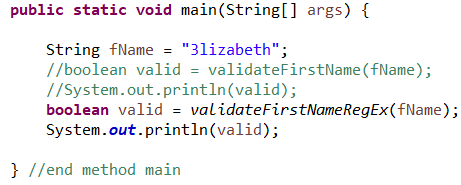 public static void main(String[] args) {
String fName = "3lizabeth";
//boolean valid = validateFirstName(fName);
//System.out.println(valid);
boolean valid = validateFirstNameRegEx(fName);
System.out.println(valid);
} //end method main